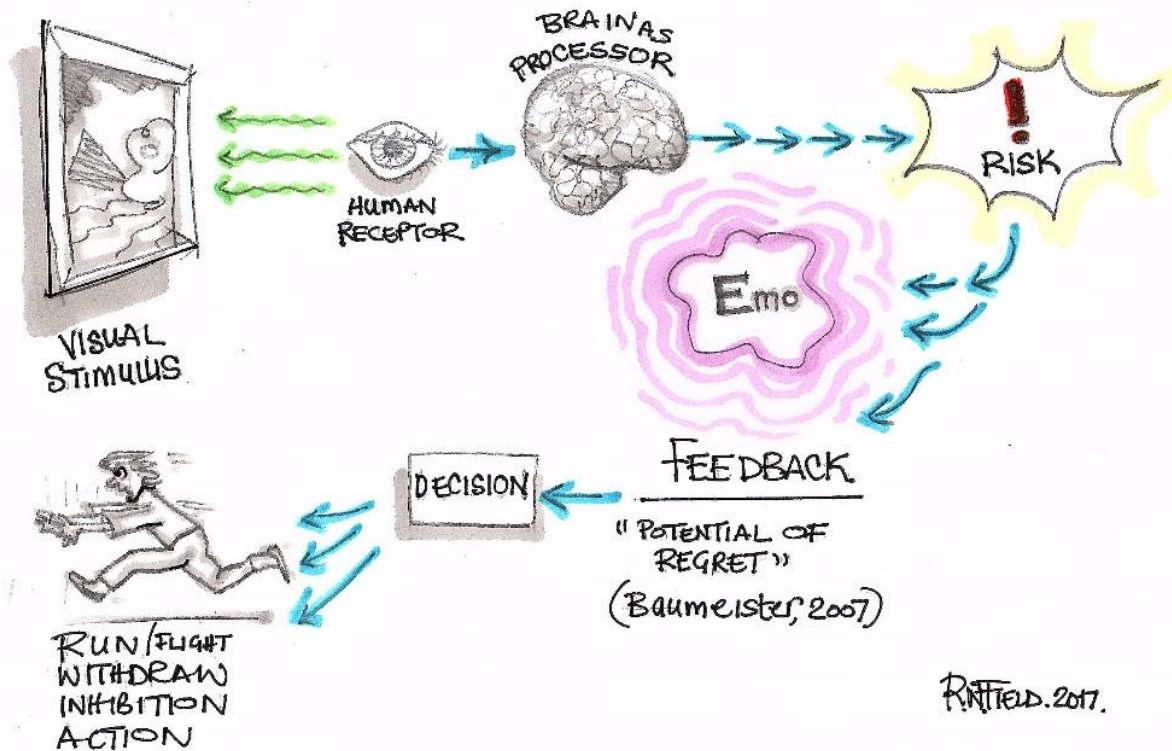 VISUAL
STIMULUS
HUMAN
RECEPTOR
BRAIN AS
PROCESSOR
!
RISK
Emo
FEEDBACK
"POTENTIAL OF
REGRET"
(Baumeister, 2007)
DECISION
RUN/FLIGHT
WITHDRAW
INHIBITION
ACTION
2017.